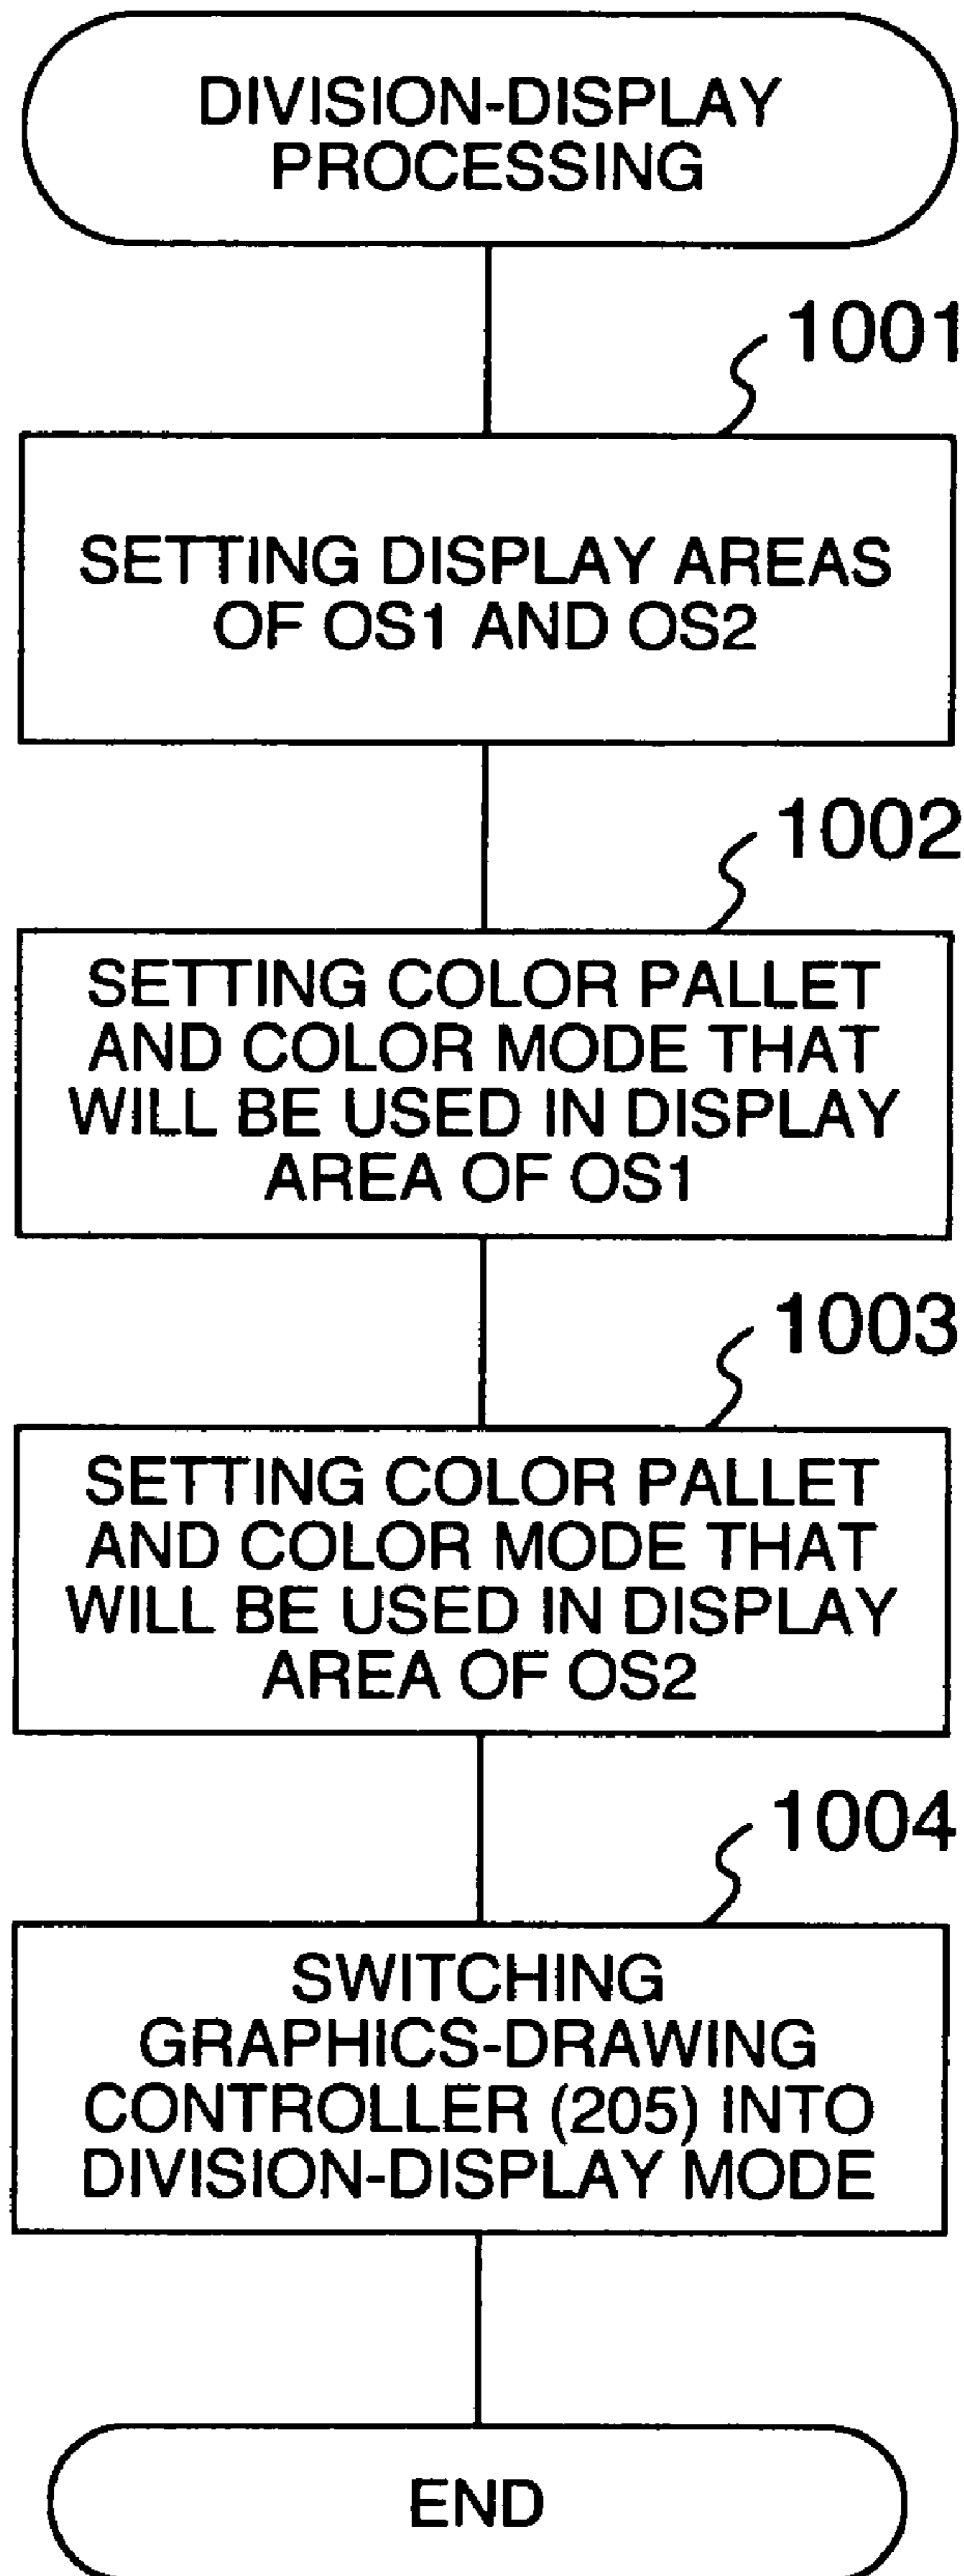 DIVISION-DISPLAY
PROCESSING
1001
SETTING DISPLAY AREAS
OF OS1 AND OS2
1002
SETTING COLOR PALLET
AND COLOR MODE THAT
WILL BE USED IN DISPLAY
AREA OF OS1
1003
SETTING COLOR PALLET
AND COLOR MODE THAT
WILL BE USED IN DISPLAY
AREA OF OS2
1004
SWITCHING
GRAPHICS-DRAWING
CONTROLLER (205) INTO
DIVISION-DISPLAY MODE
END